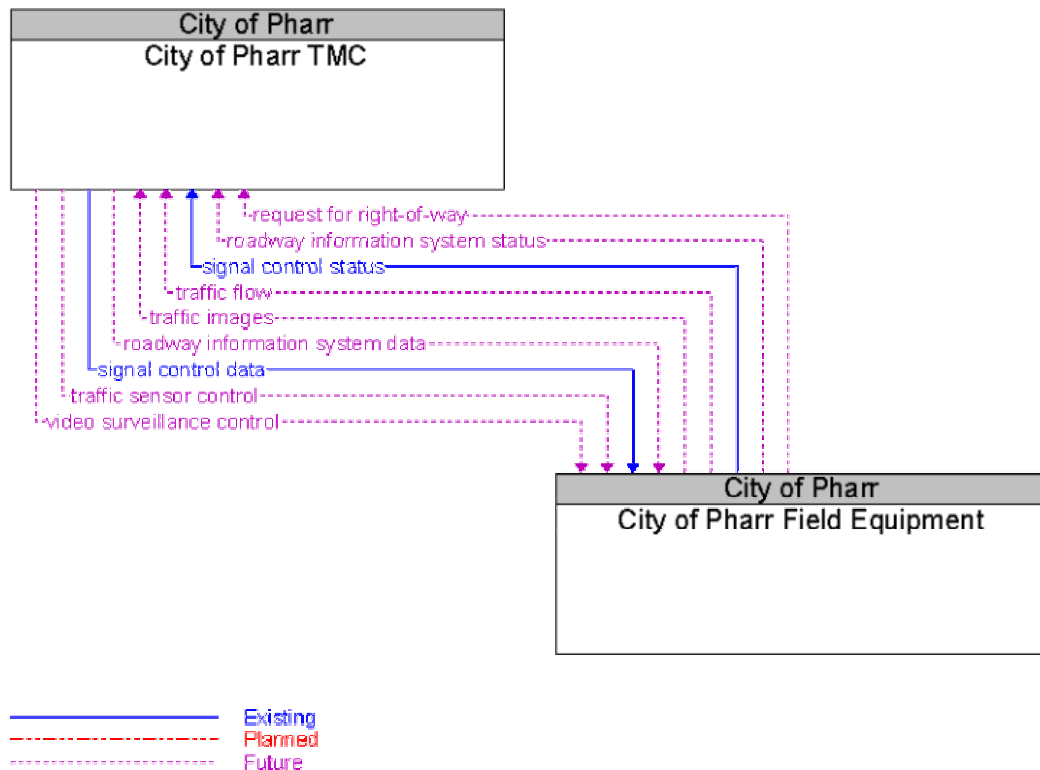 City of Pharr
City of Pharr TMC
request for right-of-way
roadway information system status
signal control status
traffic flow
traffic images
roadway information system data
signal control data
traffic sensor control
video surveillance control
City of Pharr
City of Pharr Field Equipment
Existing
Planned
Future